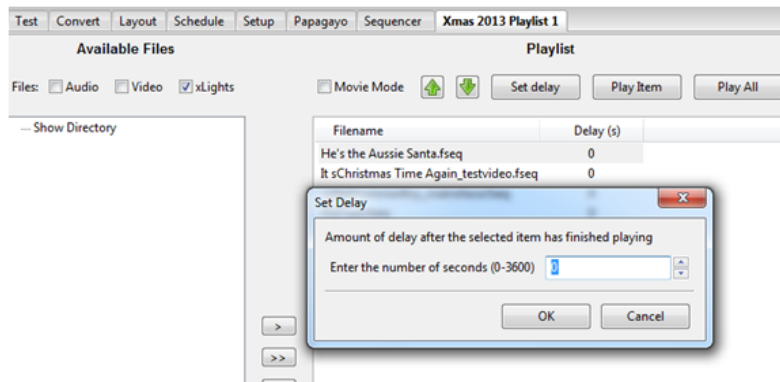 Test Convert Layout Schedule Setup Papagayo Sequencer Xmas 2013 Playlist 1
Available Files Playlist
Files: Audio Video xLights Movie Mode Set delay Play Item Play All
Show Directory
Filename Delay (s)
He's the Aussie Santa.fseq 0
It sChristmas Time Again_testvideo.fseq 0
Set Delay
Amount of delay after the selected item has finished playing
Enter the number of seconds (0-3600) 0
OK Cancel
>
>>